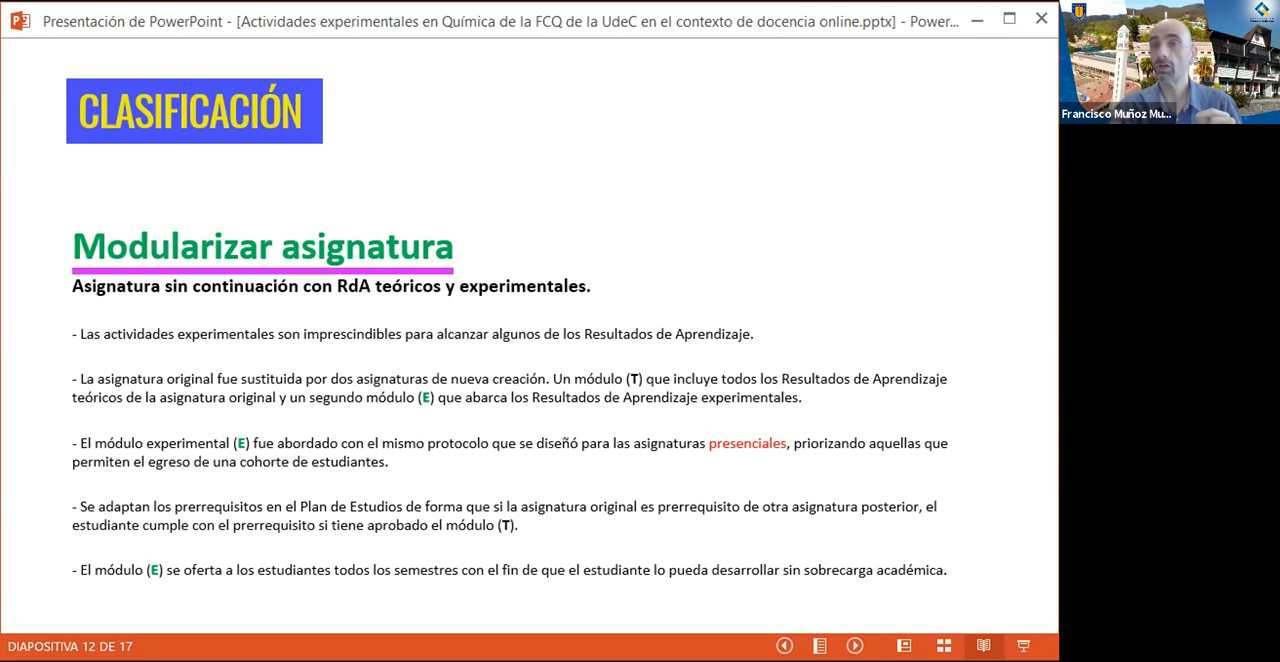 Presentación de PowerPoint - [Actividades experimentales en Química de la FCQ de la UdeC en el contexto de docencia online.pptx] - Power...
Francisco Muñoz Mu...
CLASIFICACIÓN
Modularizar asignatura
Asignatura sin continuación con RdA teóricos y experimentales.
- Las actividades experimentales son imprescindibles para alcanzar algunos de los Resultados de Aprendizaje.
- La asignatura original fue sustituida por dos asignaturas de nueva creación. Un módulo (T) que incluye todos los Resultados de Aprendizaje
teóricos de la asignatura original y un segundo módulo (E) que abarca los Resultados de Aprendizaje experimentales.
- El módulo experimental (E) fue abordado con el mismo protocolo que se diseñó para las asignaturas presenciales, priorizando aquellas que
permiten el egreso de una cohorte de estudiantes.
- Se adaptan los prerrequisitos en el Plan de Estudios de forma que si la asignatura original es prerrequisito de otra asignatura posterior, el
estudiante cumple con el prerrequisito si tiene aprobado el módulo (T).
- El módulo (E) se oferta a los estudiantes todos los semestres con el fin de que el estudiante lo pueda desarrollar sin sobrecarga académica.
DIAPOSITIVA 12 DE 17